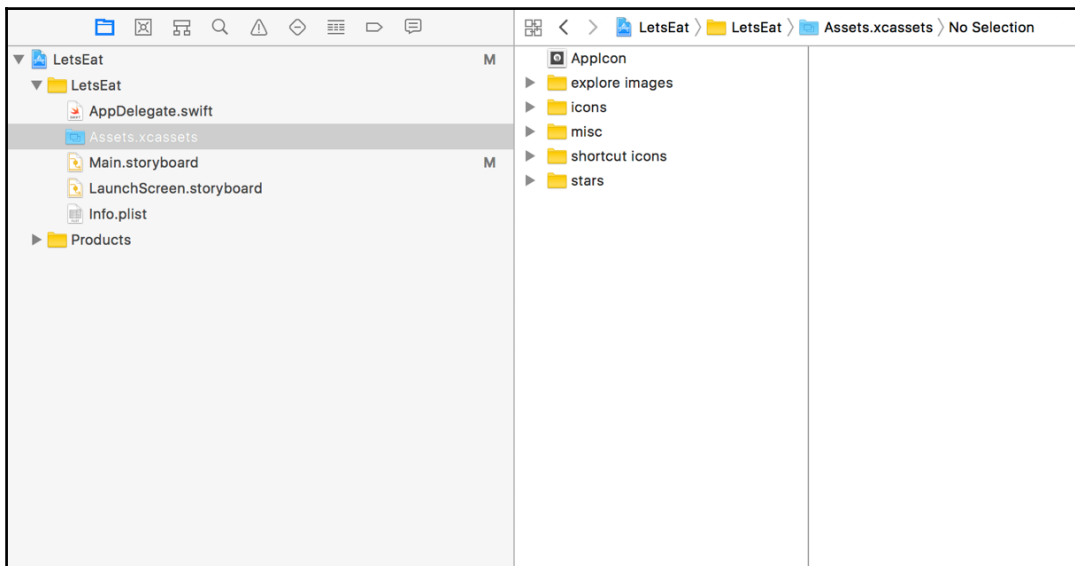 LetsEat M
LetsEat
AppDelegate.swift
Assets.xcassets
Main.storyboard M
LaunchScreen.storyboard
Info.plist
Products
LetsEat LetsEat Assets.xcassets No Selection
AppIcon
explore images
icons
misc
shortcut icons
stars